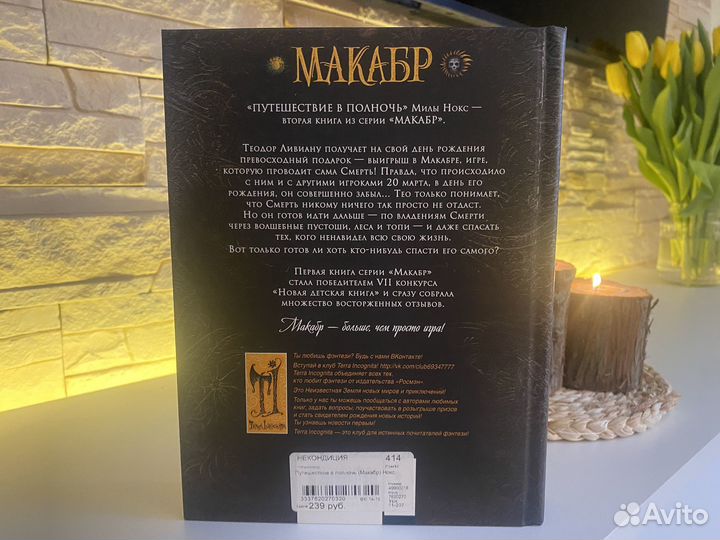 МАКАБР
«ПУТЕШЕСТВИЕ В ПОЛНОЧЬ» Милы Нокс —
вторая книга из серии «МАКАБР».
Теодор Ливиану получает на свой день рождения
превосходный подарок — выигрыш в Макабре, игре,
которую проводит сама Смерть! Правда, что происходило
с ним и с другими игроками 20 марта, в день его
рождения, он совершенно забыл... Тео только понимает,
что Смерть никому ничего так просто не отдаст.
Но он готов идти дальше — по владениям Смерти
через волшебные пустоши, леса и топи — и даже спасать
тех, кого ненавидел всю свою жизнь.
Вот только готов ли хоть кто-нибудь спасти его самого?
Первая книга серии «Макабр»
стала победителем VII конкурса
«Новая детская книга» и сразу собрала
множество восторженных отзывов.
Макабр — больше, чем просто игра!
Ты любишь фэнтези? Будь с нами ВКонтакте!
Вступай в клуб Terra Incognita! http://vk.com/club69347777
Terra Incognita объединяет всех тех,
кто любит фэнтези от издательства «Росмэн»
Это Неизвестная Земля новых миров и приключений!
Только у нас ты можешь пообщаться с авторами любимых
книг, задать вопросы, поучаствовать в розыгрыше призов
и стать свидетелем рождения новых историй!
Ты узнаешь новости первым!
Terra Incognita — это клуб для истинных почитателей фэнтези!
Терра Инкогнита
НЕКОНДИЦИЯ 414
Путешествие в полночь (Макабр) Нокс
239 руб.
Avito